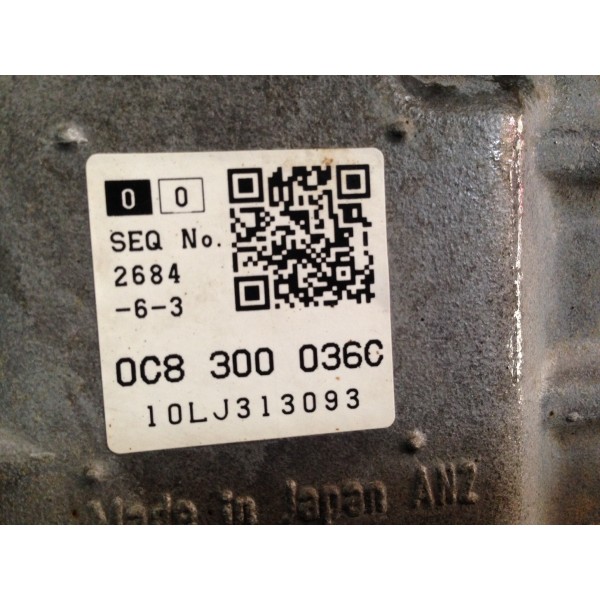 0 0
SEQ No.
2684
-6-3
0C8 300 036C
10LJ313093
Made in Japan ANZ